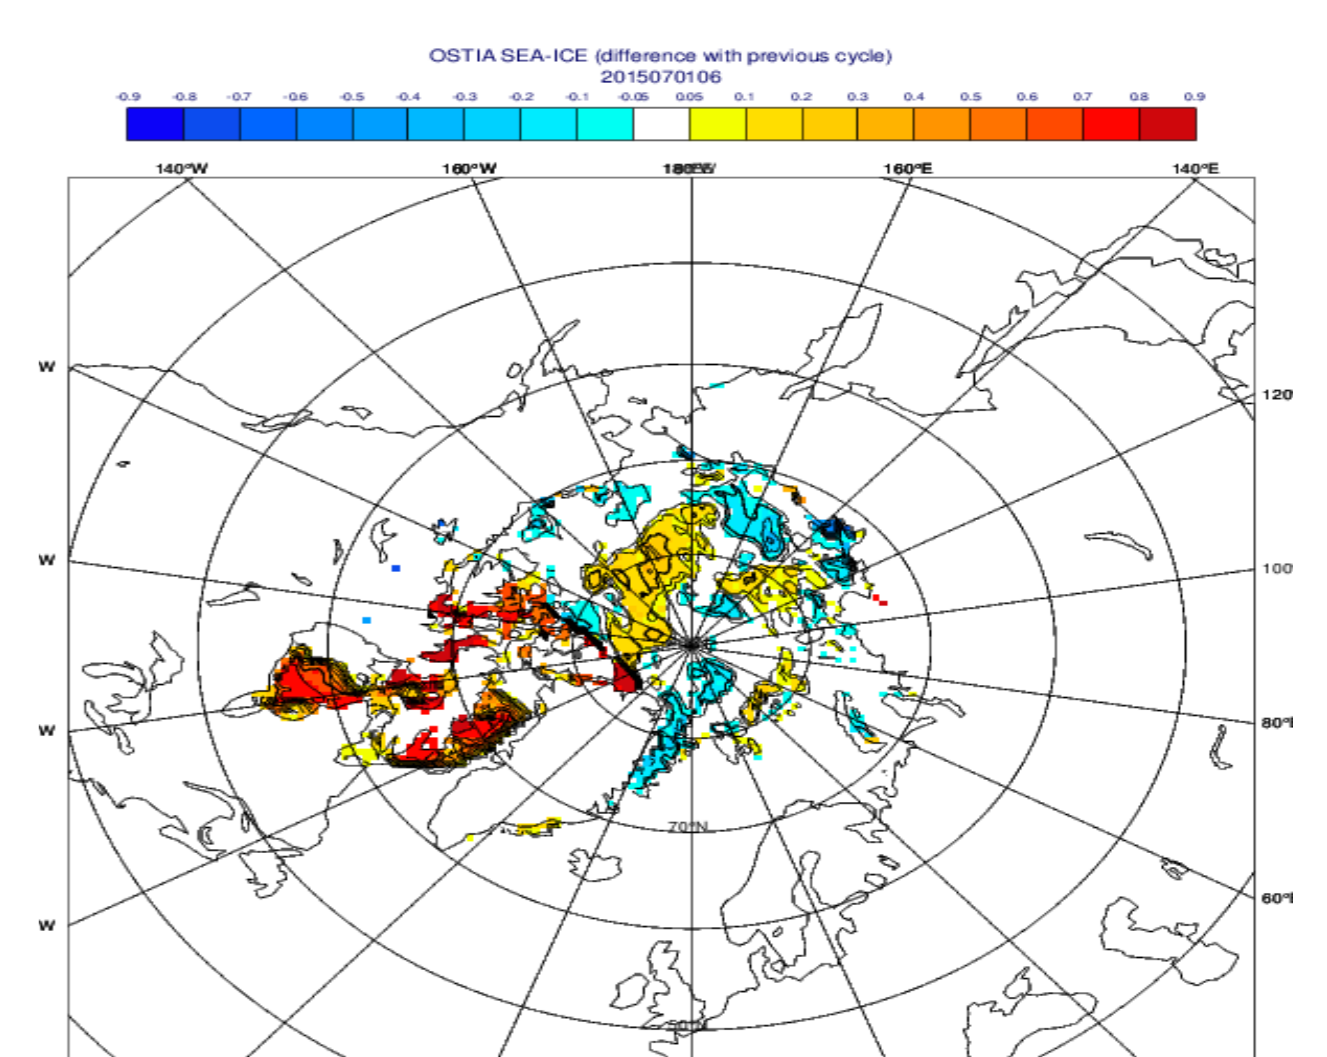 OSTIA SEA-ICE (difference with previous cycle)
2015070106
-0.9 -0.8 -0.7 -0.6 -0.5 -0.4 -0.3 -0.2 -0.1 -0.05 0.05 0.1 0.2 0.3 0.4 0.5 0.6 0.7 0.8 0.9
140°W 160°W 160°E 140°E
W
120
W 100
W 80°
70°N
60°
W